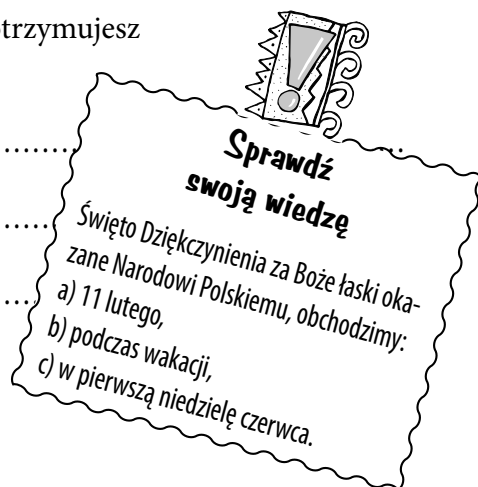 otrzymujesz
Sprawdź
swoją wiedzę
Święto Dziękczynienia za Boże łaski oka-
zane Narodowi Polskiemu, obchodzimy:
a) 11 lutego,
b) podczas wakacji,
c) w pierwszą niedzielę czerwca.